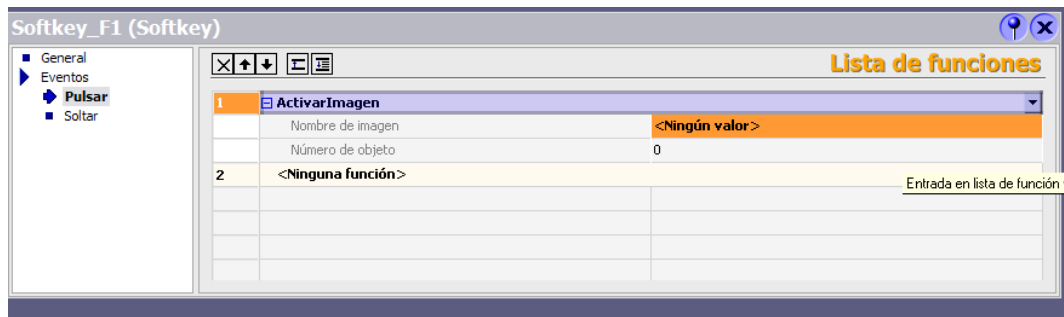 Softkey_F1 (Softkey)
General
Eventos
Pulsar
Soltar
Lista de funciones
1 ActivarImagen
Nombre de imagen <Ningún valor>
Número de objeto 0
2 <Ninguna función>
Entrada en lista de función